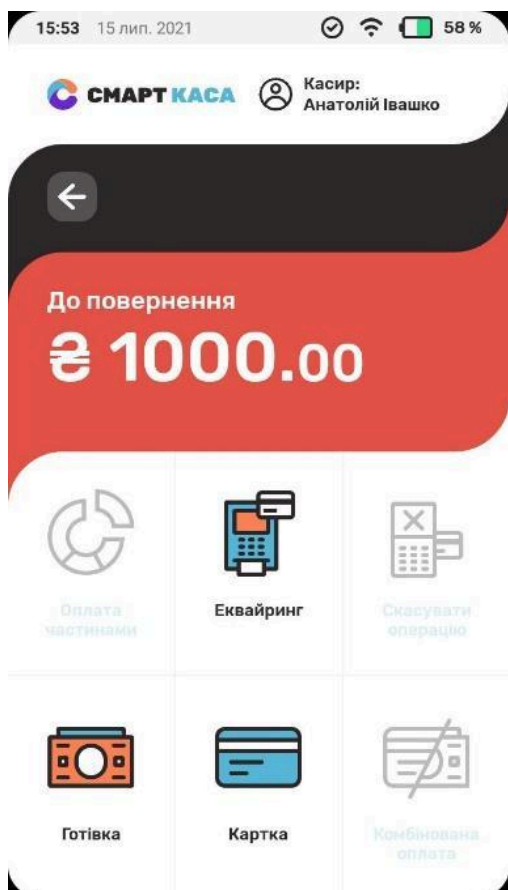 15:53 15 лип. 2021 58 %
СМАРТ КАСА
Касир:
Анатолій Івашко
До повернення
₴ 1000.00
Оплата
частинами
Еквайринг
Скасувати
операцію
Готівка
Картка
Комбінована
оплата